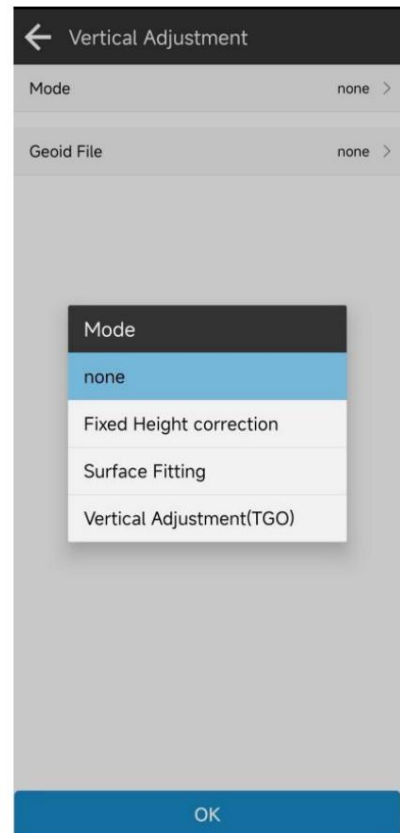 Vertical Adjustment
Mode none >
Geoid File none >
Mode
none
Fixed Height correction
Surface Fitting
Vertical Adjustment(TGO)
OK